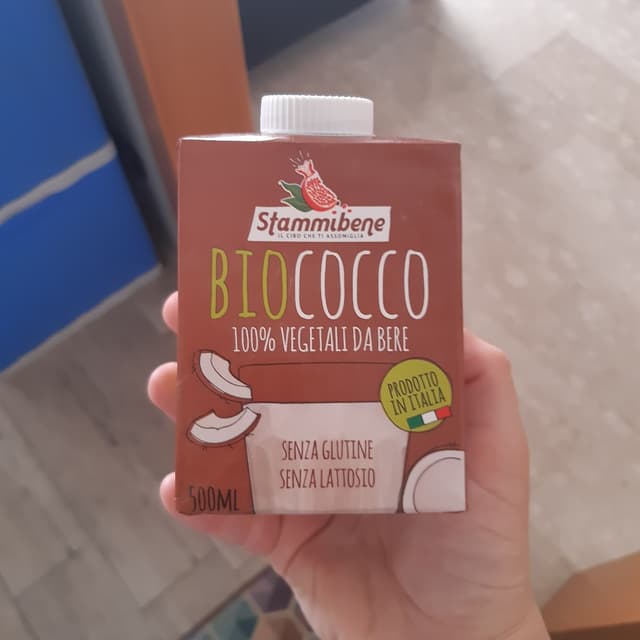 Stammibene
IL CIBO CHE TI ASSOMIGLIA
BIOCOCCO
100% VEGETALI DA BERE
PRODOTTO
IN ITALIA
SENZA GLUTINE
SENZA LATTOSIO
500ML